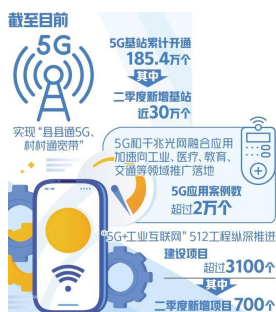 截至目前
5G
5G基站累计开通
185.4万个
其中
二季度新增基站
近30万个
实现“县县通5G、
村村通宽带”
5G和千兆光网融合应用
加速向工业、医疗、教育、
交通等领域推广落地
5G应用案例数
超过2万个
“5G+工业互联网”512工程纵深推进
建设项目
超过3100个
其中
二季度新增项目700个